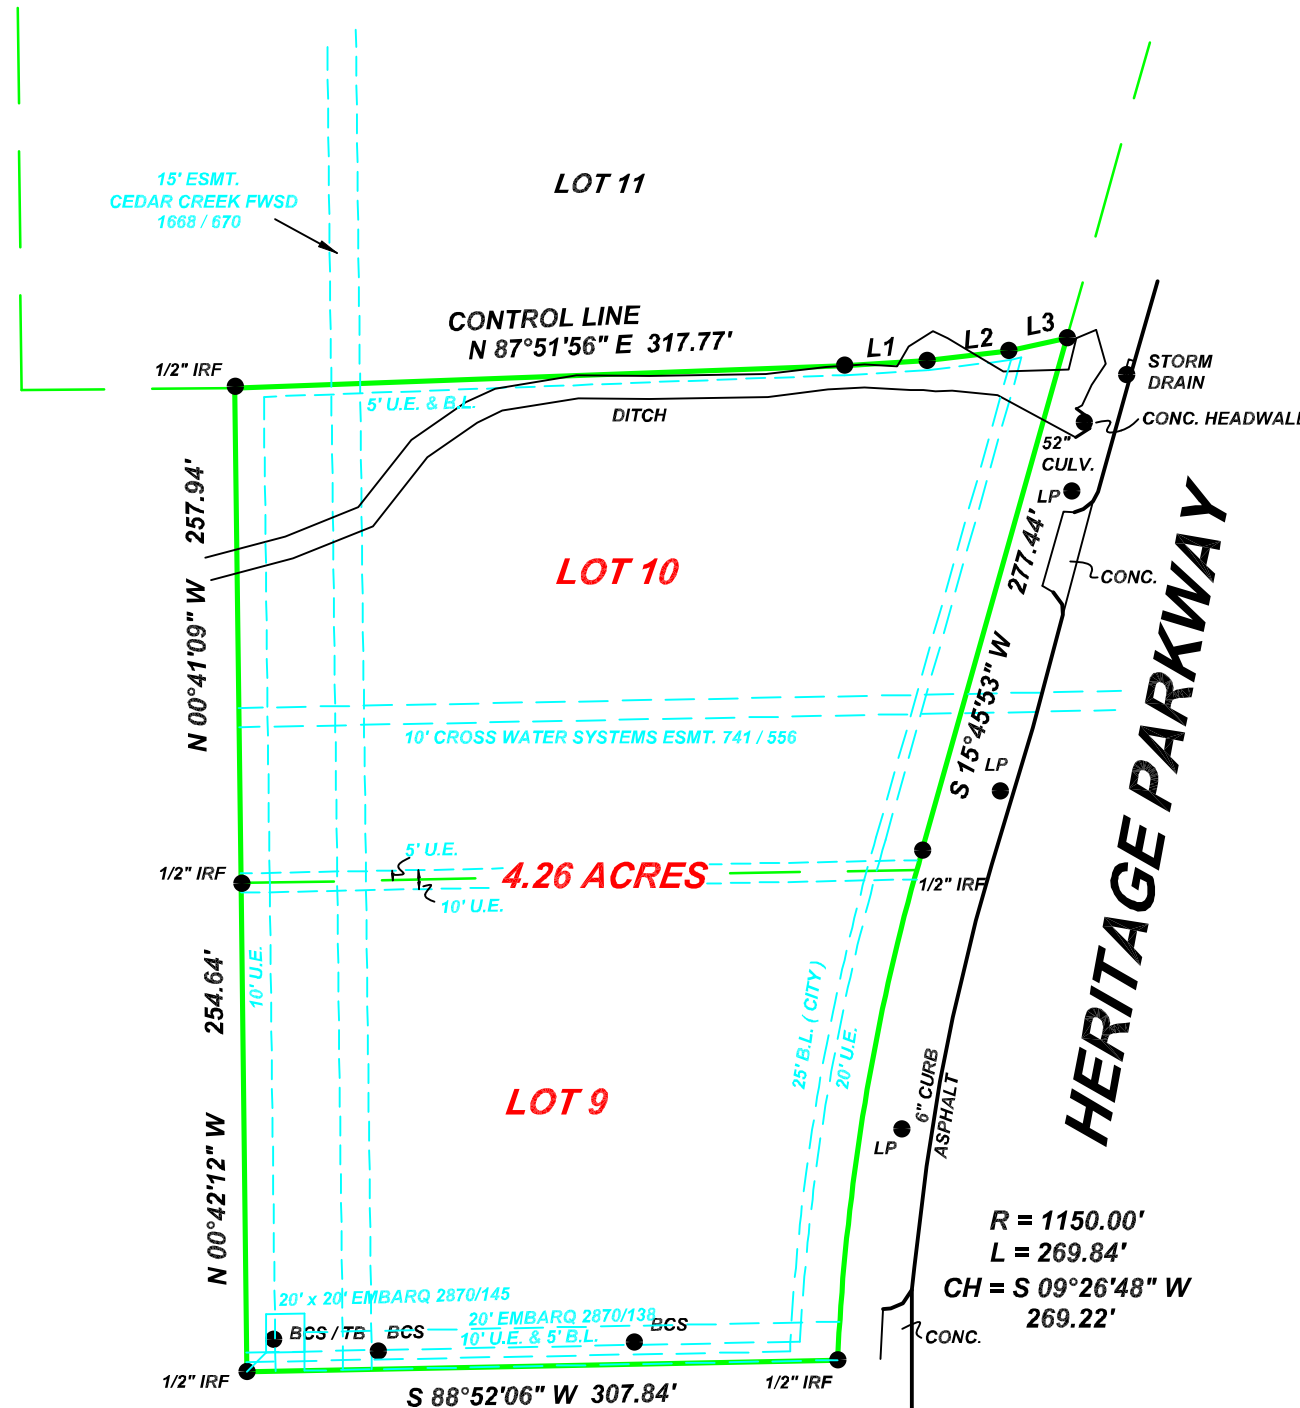 15' ESMT.
CEDAR CREEK FWSD
1668 / 670
LOT 11
CONTROL LINE
N 87°51'56" E 317.77'
L1
L2
L3
1/2" IRF
STORM
DRAIN
5' U.E. & B.L.
DITCH
CONC. HEADWALL
52"
CULV.
LP
257.94'
N 00°41'09" W
277.44'
S 15°45'53" W
CONC.
LOT 10
HERITAGE PARKWAY
10' CROSS WATER SYSTEMS ESMT. 741 / 556
LP
5' U.E.
1/2" IRF
4.26 ACRES
1/2" IRF
10' U.E.
10' U.E.
254.64'
N 00°42'12" W
25' B.L. ( CITY )
20' U.E.
6" CURB
ASPHALT
LOT 9
LP
R = 1150.00'
L = 269.84'
CH = S 09°26'48" W
269.22'
20' x 20' EMBARQ 2870/145
20' EMBARQ 2870/138
BCS / TB
BCS
10' U.E. & 5' B.L.
BCS
CONC.
1/2" IRF
1/2" IRF
S 88°52'06" W 307.84'